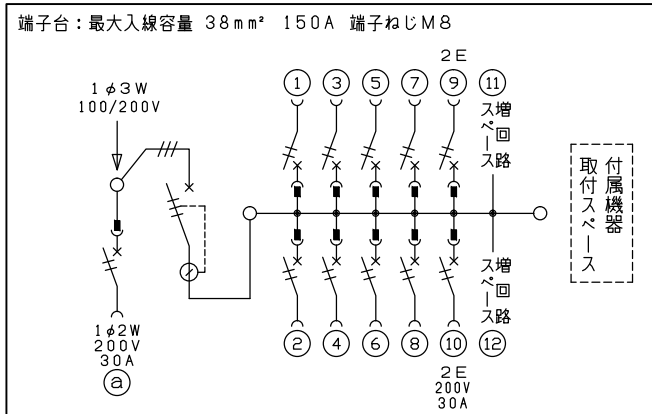 端子台:最大入線容量 38mm² 150A 端子ねじM8
1φ3W
100/200V
2E
1
3
5
7
9
11
増回路
スペース
付属機器
取付スペース
増回路
スペース
2
4
6
8
10
12
1φ2W
200V
30A
a
2E
200V
30A